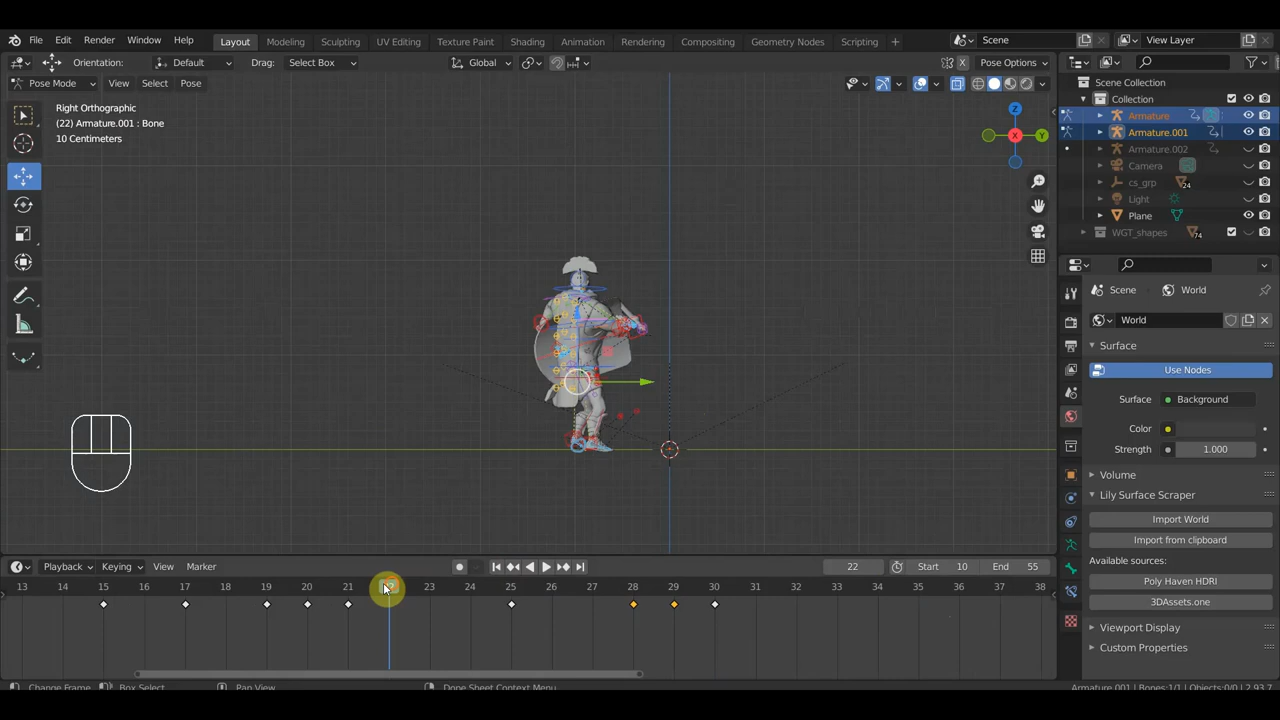 File Edit Render Window Help Layout Modeling Sculpting UV Editing Texture Paint Shading Animation Rendering Compositing Geometry Nodes Scripting + Scene View Layer
Orientation: Default Drag: Select Box Global Pose Options
Pose Mode View Select Pose
Right Orthographic
(22) Armature.001 : Bone
10 Centimeters
Z
X
Y
Scene Collection
Collection
Armature
Armature.001
Armature.002
Camera
cs_grp 24
Light
Plane
WGT_shapes 74
Scene World
World
Surface
Use Nodes
Surface Background
Color
Strength 1.000
Volume
Lily Surface Scraper
Import World
Import from clipboard
Available sources:
Poly Haven HDRI
3DAssets.one
Viewport Display
Custom Properties
Playback Keying View Marker 22 Start 10 End 55
13 14 15 16 17 18 19 20 21 22 23 24 25 26 27 28 29 30 31 32 33 34 35 36 37 38
Change Frame Box Select Pan View Dope Sheet Context Menu Armature.001 | Bones:1/1 | Objects:0/0 | 2.93.7